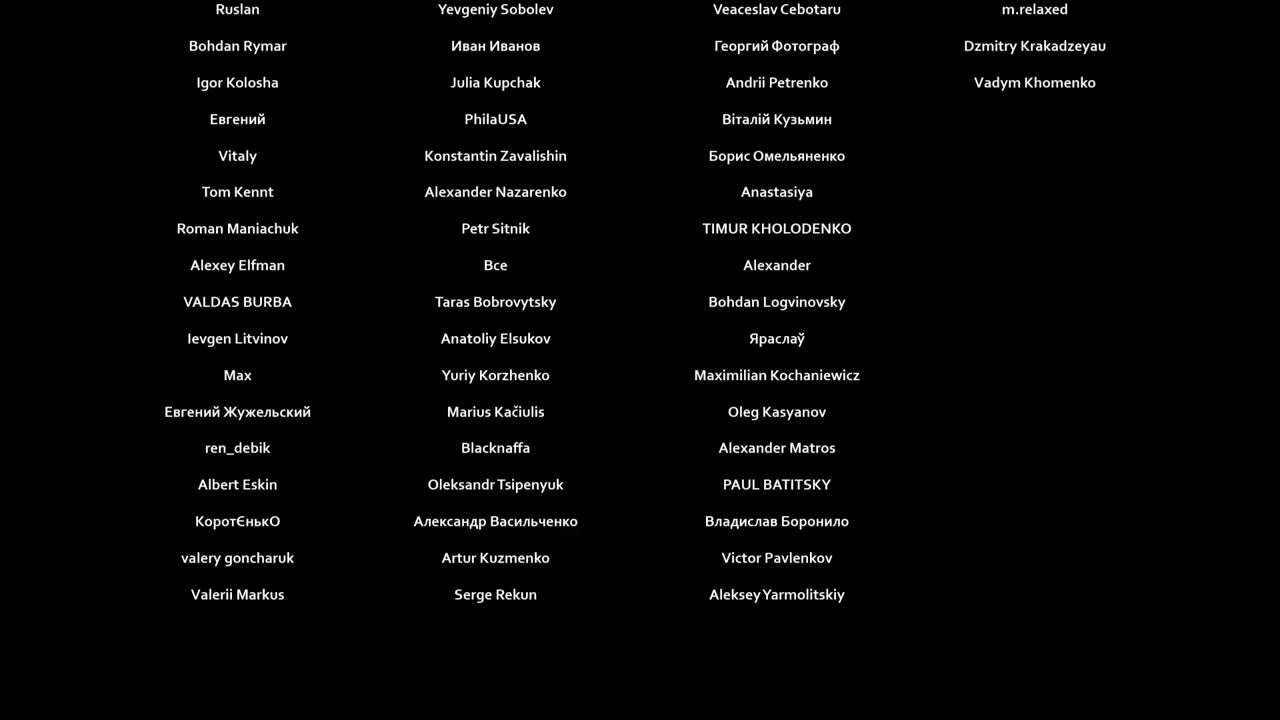 Ruslan
Bohdan Rymar
Igor Kolosha
Евгений
Vitaly
Tom Kennt
Roman Maniachuk
Alexey Elfman
VALDAS BURBA
Ievgen Litvinov
Max
Евгений Жужельский
ren_debik
Albert Eskin
КоротЄнькО
valery goncharuk
Valerii Markus
Yevgeniy Sobolev
Иван Иванов
Julia Kupchak
PhilaUSA
Konstantin Zavalishin
Alexander Nazarenko
Petr Sitnik
Все
Taras Bobrovytsky
Anatoliy Elsukov
Yuriy Korzhenko
Marius Kačiulis
Blacknaffa
Oleksandr Tsipenyuk
Александр Васильченко
Artur Kuzmenko
Serge Rekun
Veaceslav Cebotaru
Георгий Фотограф
Andrii Petrenko
Віталій Кузьмин
Борис Омельяненко
Anastasiya
TIMUR KHOLODENKO
Alexander
Bohdan Logvinovsky
Яраслаў
Maximilian Kochaniewicz
Oleg Kasyanov
Alexander Matros
PAUL BATITSKY
Владислав Боронило
Victor Pavlenkov
Aleksey Yarmolitskiy
m.relaxed
Dzmitry Krakadzeyau
Vadym Khomenko